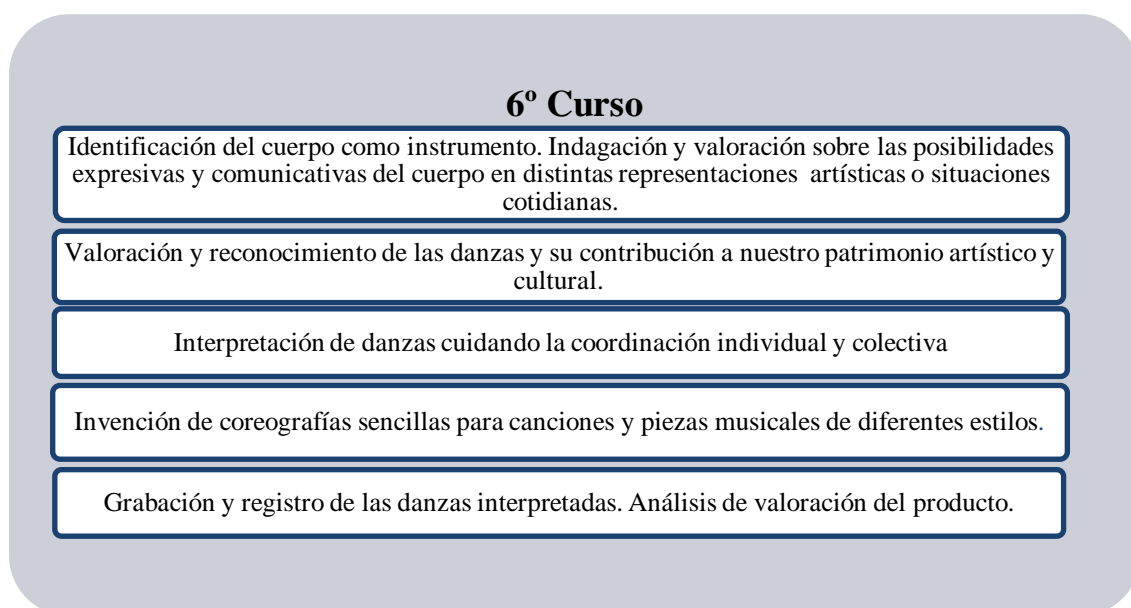 6º Curso
Identificación del cuerpo como instrumento. Indagación y valoración sobre las posibilidades
expresivas y comunicativas del cuerpo en distintas representaciones artísticas o situaciones
cotidianas.
Valoración y reconocimiento de las danzas y su contribución a nuestro patrimonio artístico y
cultural.
Interpretación de danzas cuidando la coordinación individual y colectiva
Invención de coreografías sencillas para canciones y piezas musicales de diferentes estilos.
Grabación y registro de las danzas interpretadas. Análisis de valoración del producto.